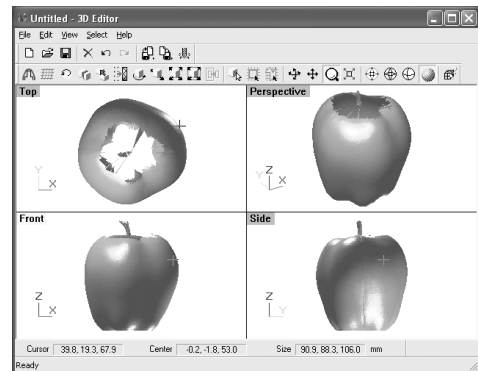 Untitled - 3D Editor
File Edit View Select Help
Top
Perspective
Y
X
Y
Z
X
Front
Side
Z
X
Z
Y
Cursor 39.8, 19.3, 67.9 Center -0.2, -1.8, 53.0 Size 90.9, 88.3, 106.0 mm
Ready